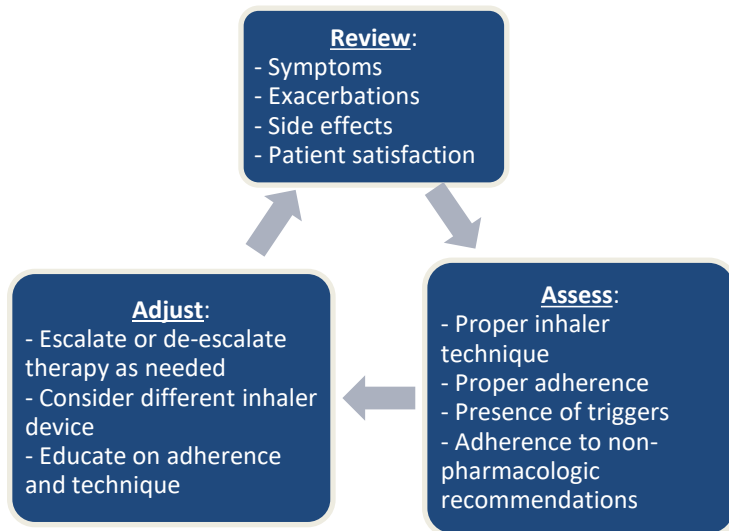 Review:
- Symptoms
- Exacerbations
- Side effects
- Patient satisfaction
Assess:
- Proper inhaler
technique
- Proper adherence
- Presence of triggers
- Adherence to non-
pharmacologic
recommendations
Adjust:
- Escalate or de-escalate
therapy as needed
- Consider different inhaler
device
- Educate on adherence
and technique